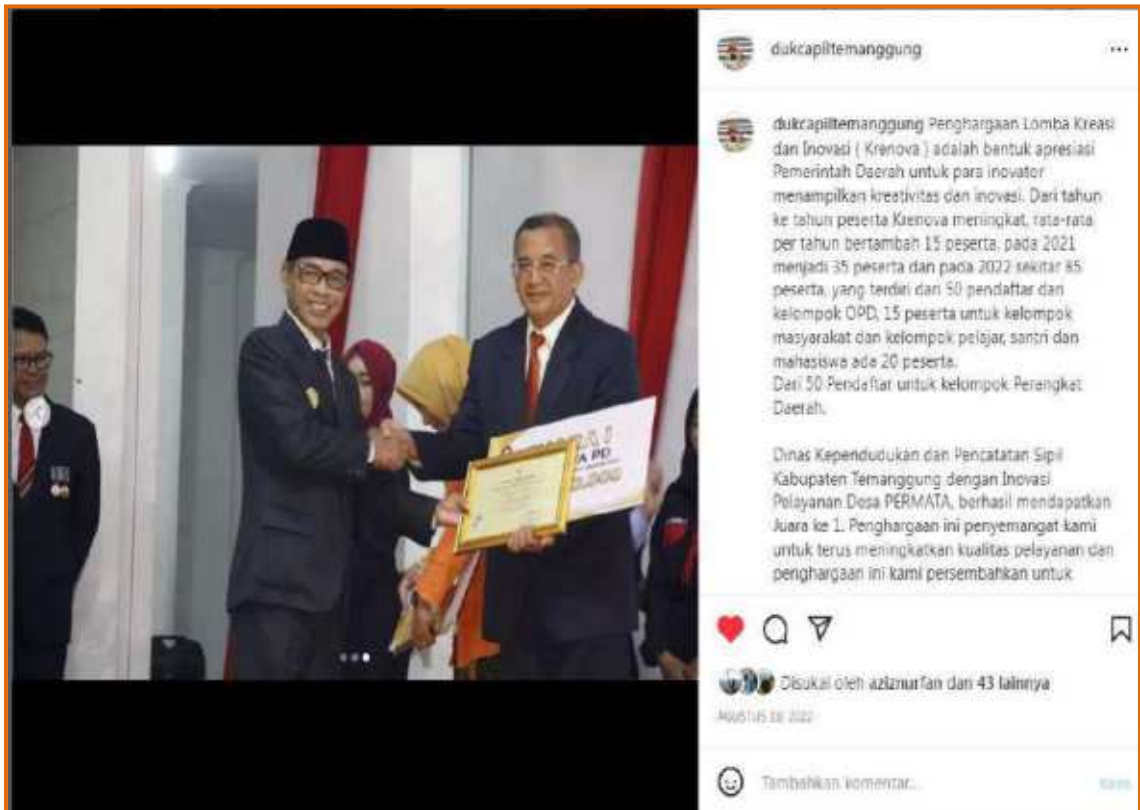 dukcapiltemanggung
dukcapiltemanggung Penghargaan Lomba Kreasi
dan Inovasi ( Krenova ) adalah bentuk apresiasi
Pemerintah Daerah untuk para inovator
menampilkan kreativitas dan inovasi. Dari tahun
ke tahun peserta Krenova meningkat, rata-rata
per tahun bertambah 15 peserta, pada 2021
menjadi 35 peserta dan pada 2022 sekitar 85
peserta, yang terdiri dari 50 pendaftar dari
kelompok OPD, 15 peserta untuk kelompok
masyarakat dan kelompok pelajar, santri dan
mahasiswa ada 20 peserta.
Dari 50 Pendaftar untuk kelompok Perangkat
Daerah.
Dinas Kependudukan dan Pencatatan Sipil
Kabupaten Temanggung dengan Inovasi
Pelayanan Desa PERMATA, berhasil mendapatkan
Juara ke 1. Penghargaan ini penyemangat kami
untuk terus meningkatkan kualitas pelayanan dan
penghargaan ini kami persembahkan untuk
Disukai oleh aziznurfan dan 43 lainnya
AGUSTUS 2022
Tambahkan komentar...